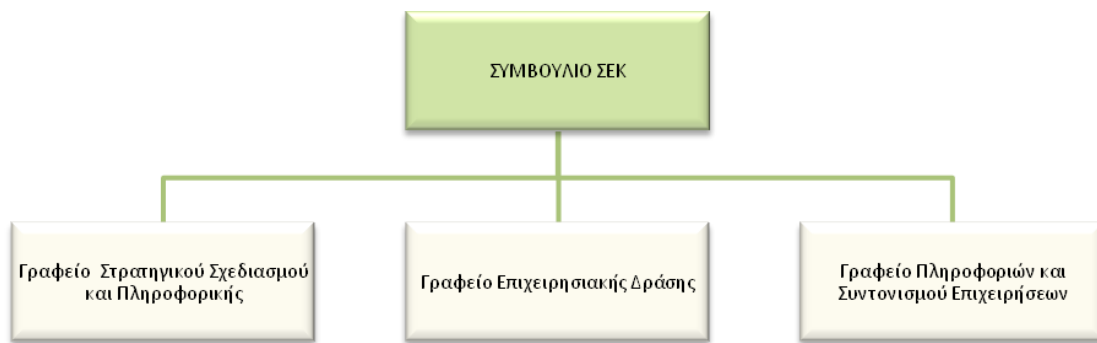 ΣΥΜΒΟΥΛΙΟ ΣΕΚ
Γραφείο Στρατηγικού Σχεδιασμού
και Πληροφορικής
Γραφείο Επιχειρησιακής Δράσης
Γραφείο Πληροφοριών και
Συντονισμού Επιχειρήσεων